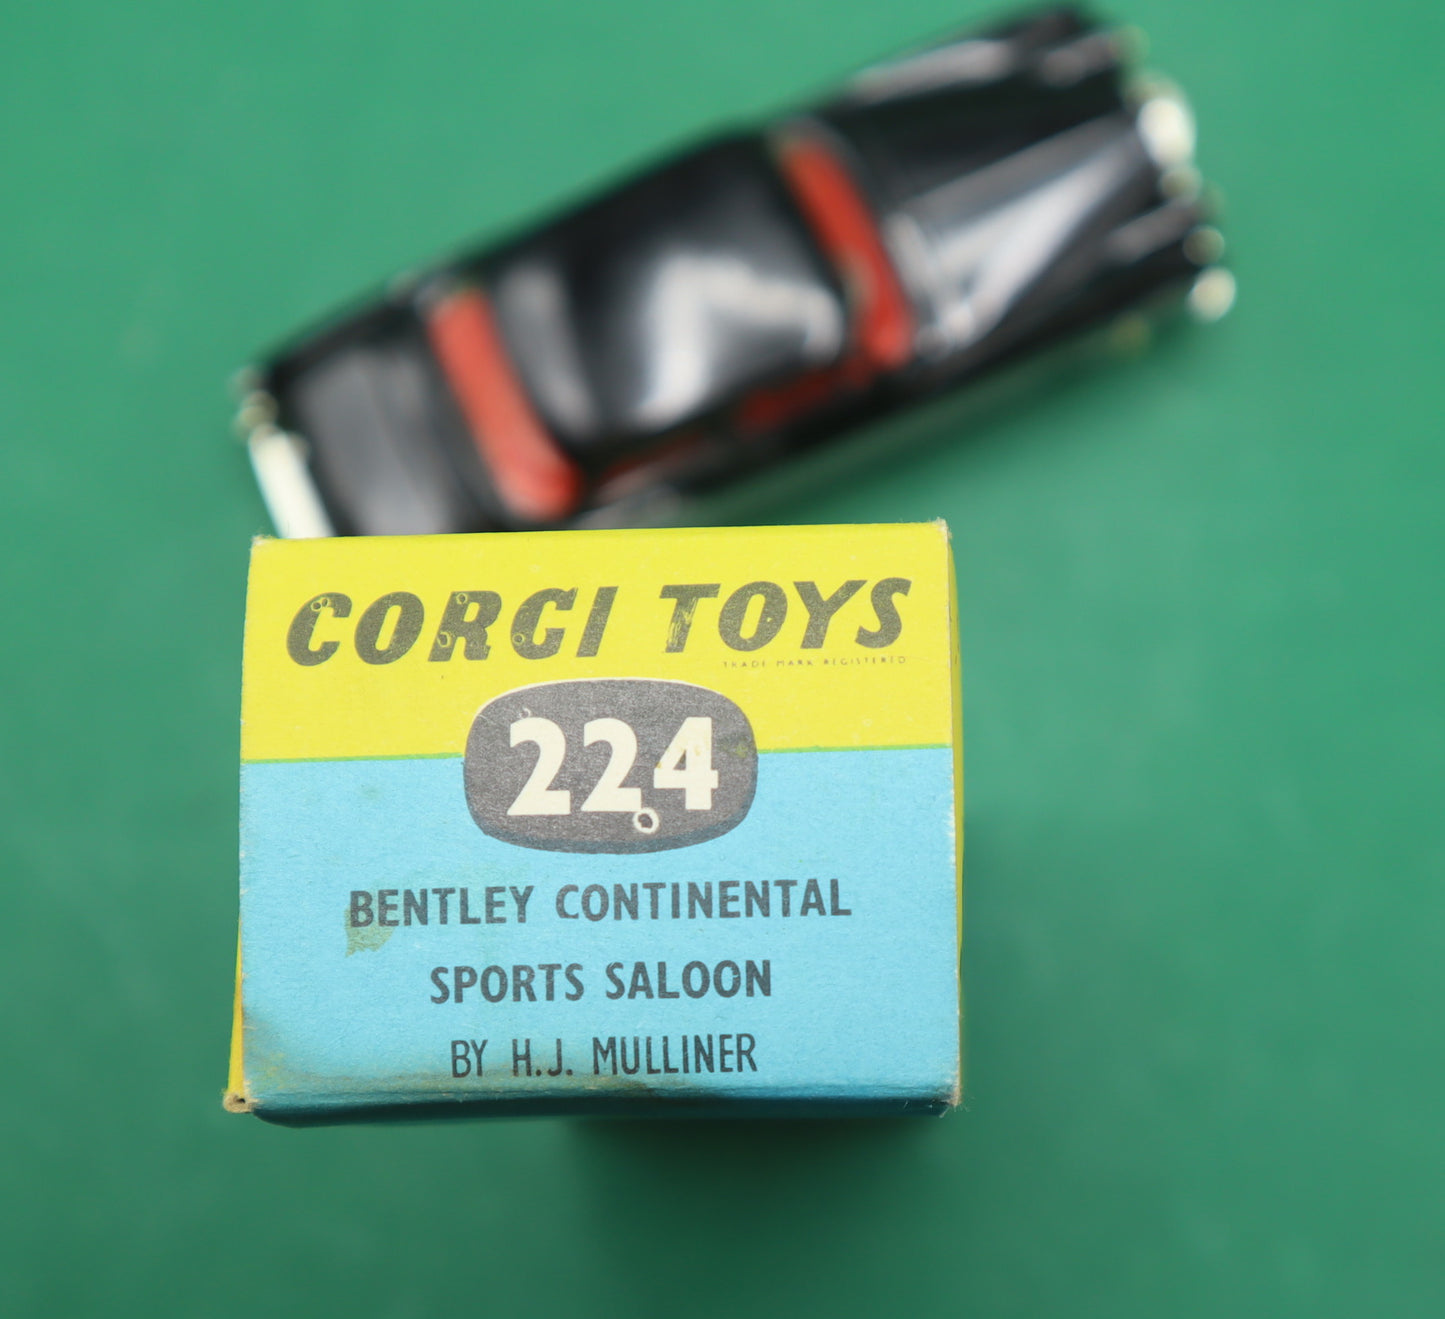 CORGI TOYS
TRADE MARK REGISTERED
224
BENTLEY CONTINENTAL
SPORTS SALOON
BY H.J. MULLINER